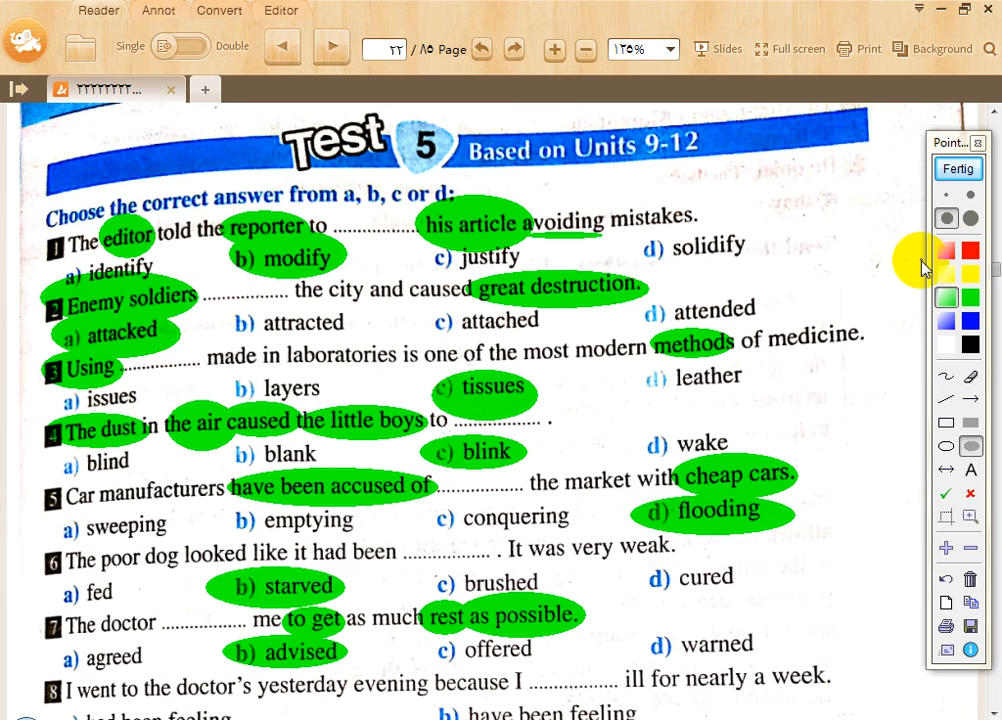 Reader Annot Convert Editor
Single Double ٢٢ / ٨۵ Page ١٢۵% Slides Full screen Print Background
٢٢٢٢٢٢٢٢...
Point...
Fertig
A
Test 5 Based on Units 9-12
Choose the correct answer from a, b, c or d:
1 The editor told the reporter to ................ his article avoiding mistakes.
a) identify b) modify c) justify d) solidify
2 Enemy soldiers ................ the city and caused great destruction.
a) attacked b) attracted c) attached d) attended
3 Using ................ made in laboratories is one of the most modern methods of medicine.
a) issues b) layers c) tissues d) leather
4 The dust in the air caused the little boys to ................ .
a) blind b) blank c) blink d) wake
5 Car manufacturers have been accused of ................ the market with cheap cars.
a) sweeping b) emptying c) conquering d) flooding
6 The poor dog looked like it had been ................ . It was very weak.
a) fed b) starved c) brushed d) cured
7 The doctor ................ me to get as much rest as possible.
a) agreed b) advised c) offered d) warned
8 I went to the doctor's yesterday evening because I ................ ill for nearly a week.
a) had been feeling b) have been feeling